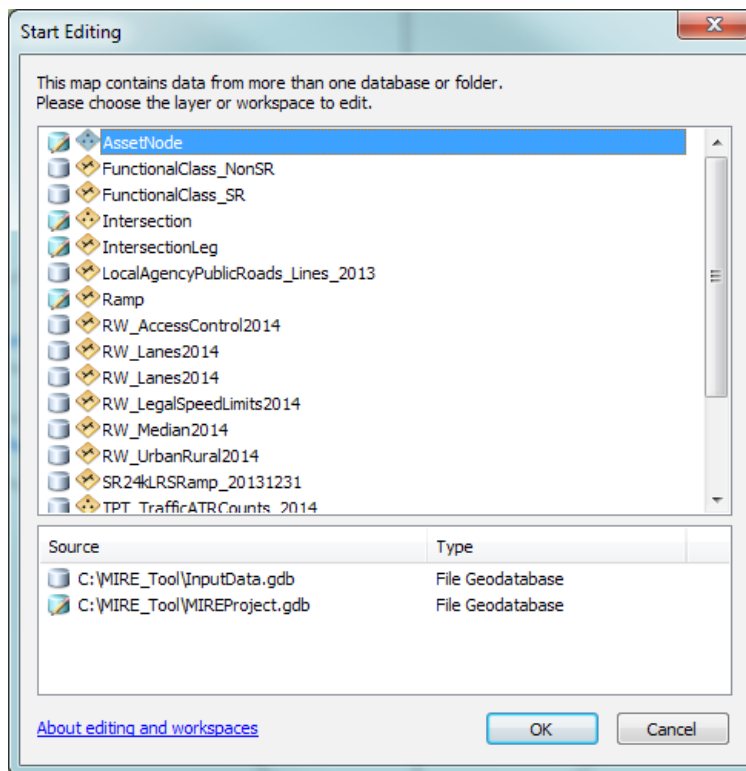 Start Editing
This map contains data from more than one database or folder.
Please choose the layer or workspace to edit.
AssetNode
FunctionalClass_NonSR
FunctionalClass_SR
Intersection
IntersectionLeg
LocalAgencyPublicRoads_Lines_2013
Ramp
RW_AccessControl2014
RW_Lanes2014
RW_Lanes2014
RW_LegalSpeedLimits2014
RW_Median2014
RW_UrbanRural2014
SR24kLRSRamp_20131231
TPT_TrafficATRCounts_2014
Source Type
C:\MIRE_Tool\InputData.gdb File Geodatabase
C:\MIRE_Tool\MIREProject.gdb File Geodatabase
About editing and workspaces OK Cancel